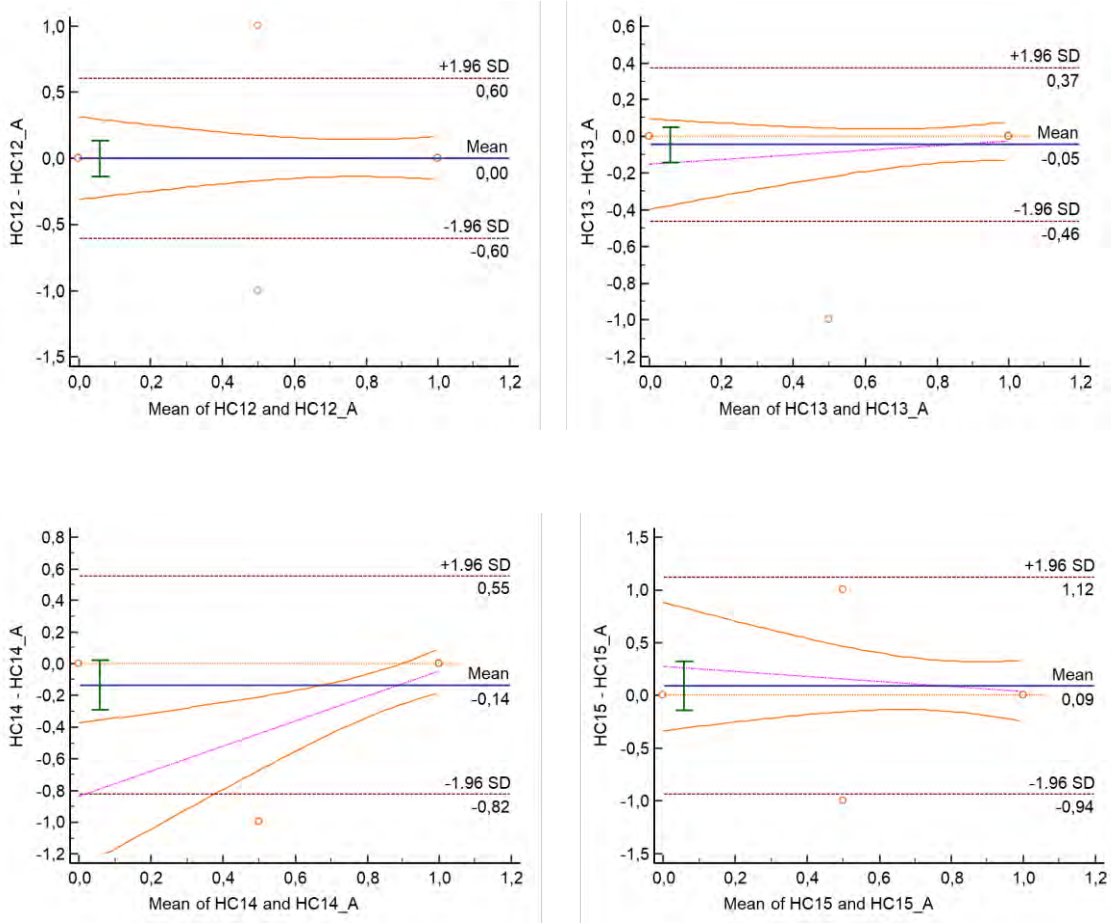 1,0
0,5
0,0
-0,5
-1,0
-1,5
HC12 - HC12_A
+1.96 SD
0,60
Mean
0,00
-1.96 SD
-0,60
0,0 0,2 0,4 0,6 0,8 1,0 1,2
Mean of HC12 and HC12_A
0,6
0,4
0,2
0,0
-0,2
-0,4
-0,6
-0,8
-1,0
-1,2
HC13 - HC13_A
+1.96 SD
0,37
Mean
-0,05
-1.96 SD
-0,46
0,0 0,2 0,4 0,6 0,8 1,0 1,2
Mean of HC13 and HC13_A
0,8
0,6
0,4
0,2
0,0
-0,2
-0,4
-0,6
-0,8
-1,0
-1,2
HC14 - HC14_A
+1.96 SD
0,55
Mean
-0,14
-1.96 SD
-0,82
0,0 0,2 0,4 0,6 0,8 1,0 1,2
Mean of HC14 and HC14_A
1,5
1,0
0,5
0,0
-0,5
-1,0
-1,5
HC15 - HC15_A
+1.96 SD
1,12
Mean
0,09
-1.96 SD
-0,94
0,0 0,2 0,4 0,6 0,8 1,0 1,2
Mean of HC15 and HC15_A